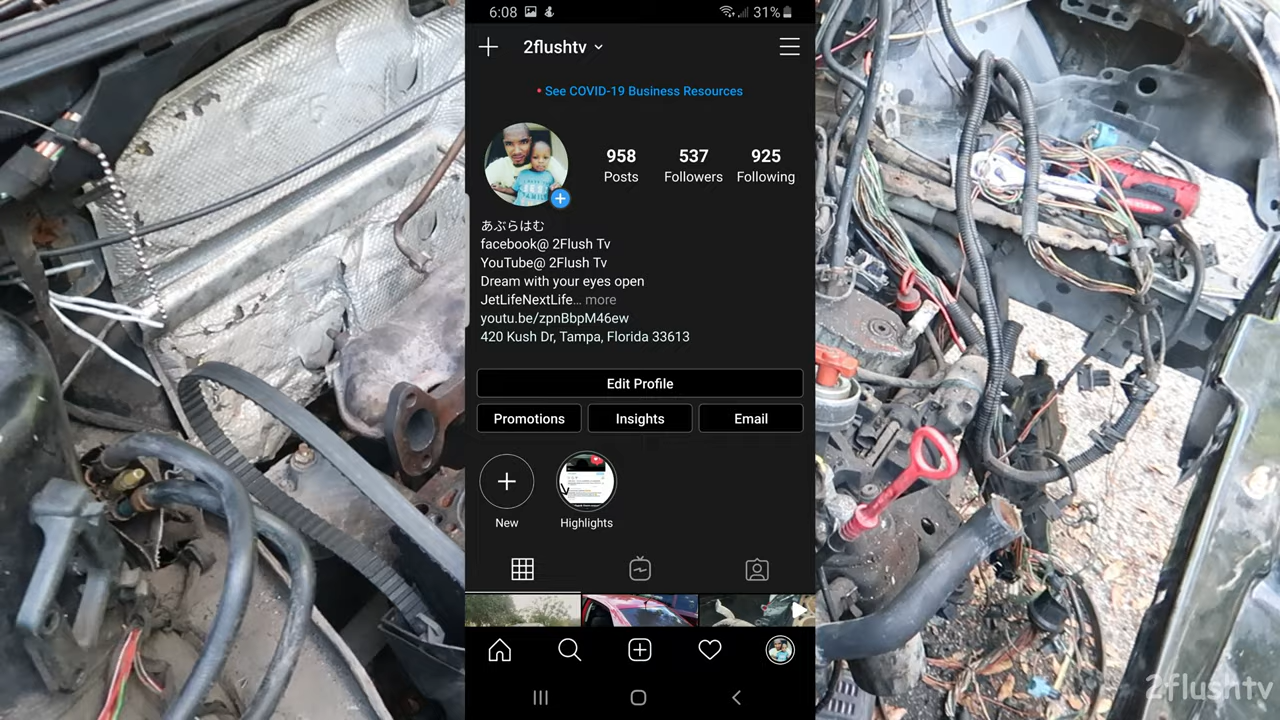 6:08
31%
2flushtv
• See COVID-19 Business Resources
958 537 925
Posts Followers Following
あぶらはむ
facebook@ 2Flush Tv
YouTube@ 2Flush Tv
Dream with your eyes open
JetLifeNextLife... more
youtu.be/zpnBbpM46ew
420 Kush Dr, Tampa, Florida 33613
Edit Profile
Promotions Insights Email
New Highlights
2flushtv